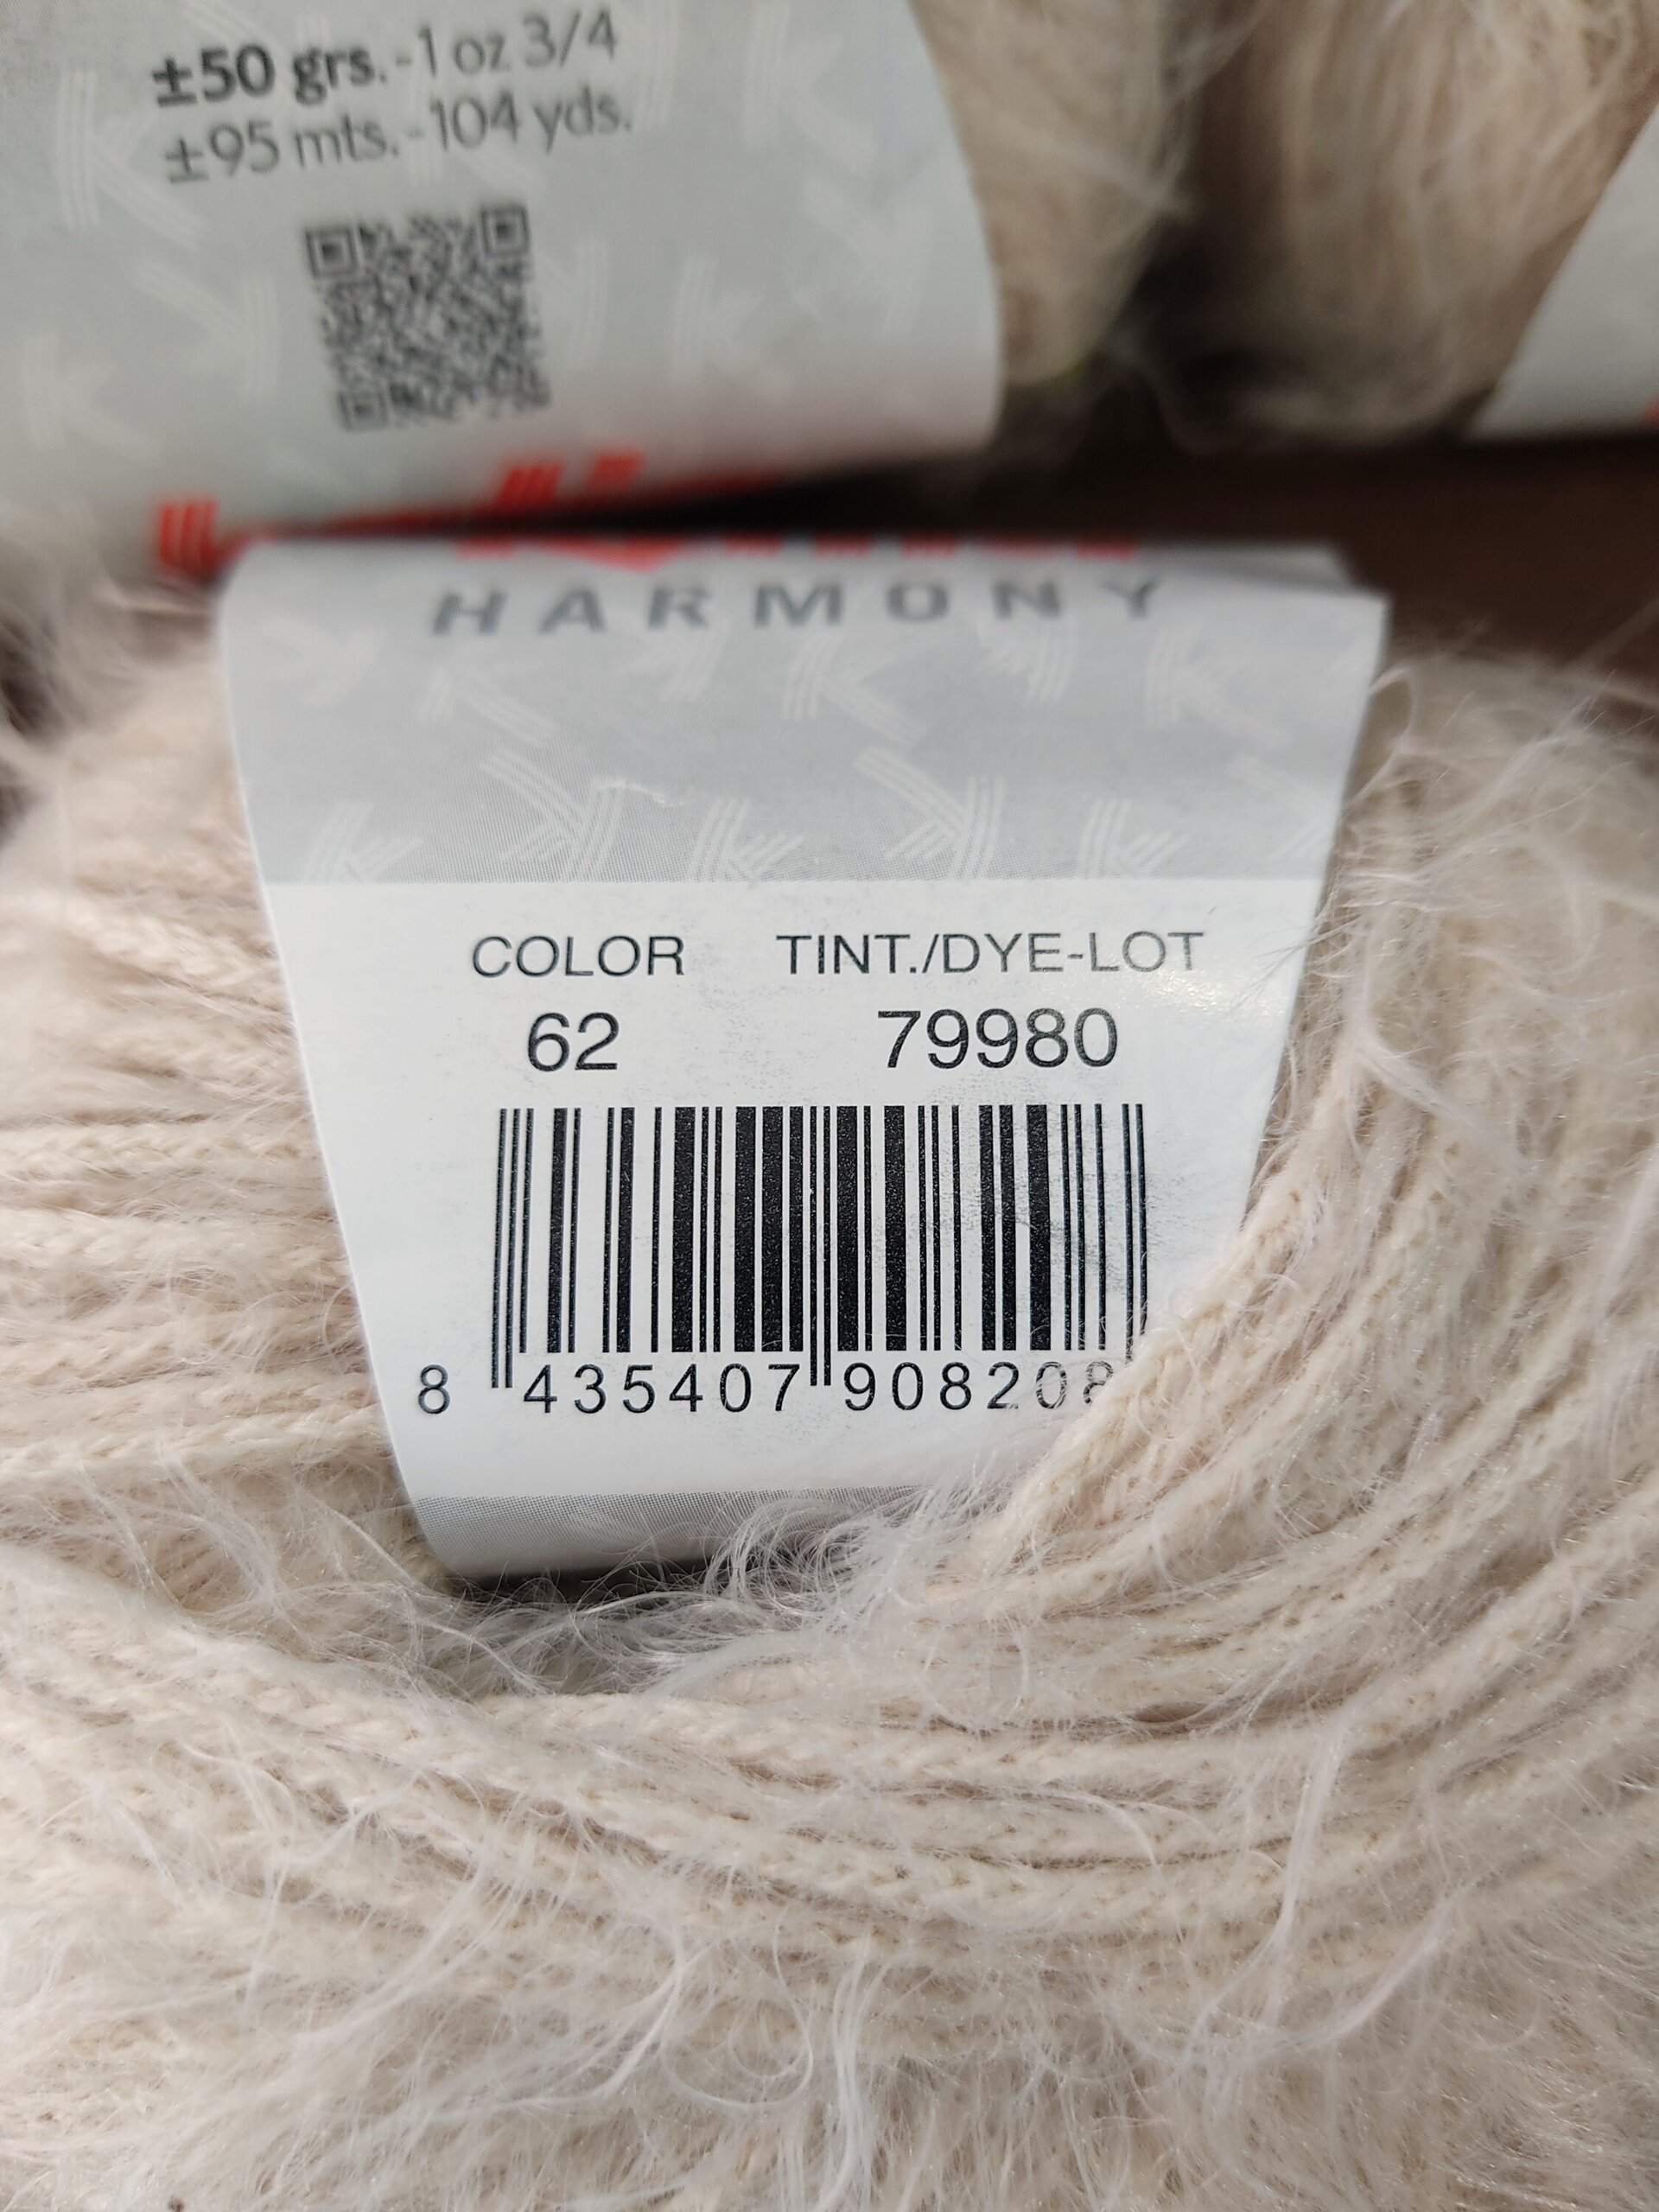 ±50 grs.-1 oz 3/4
±95 mts.-104 yds.
HARMONY
COLOR TINT./DYE-LOT
62 79980
8 435407 908208